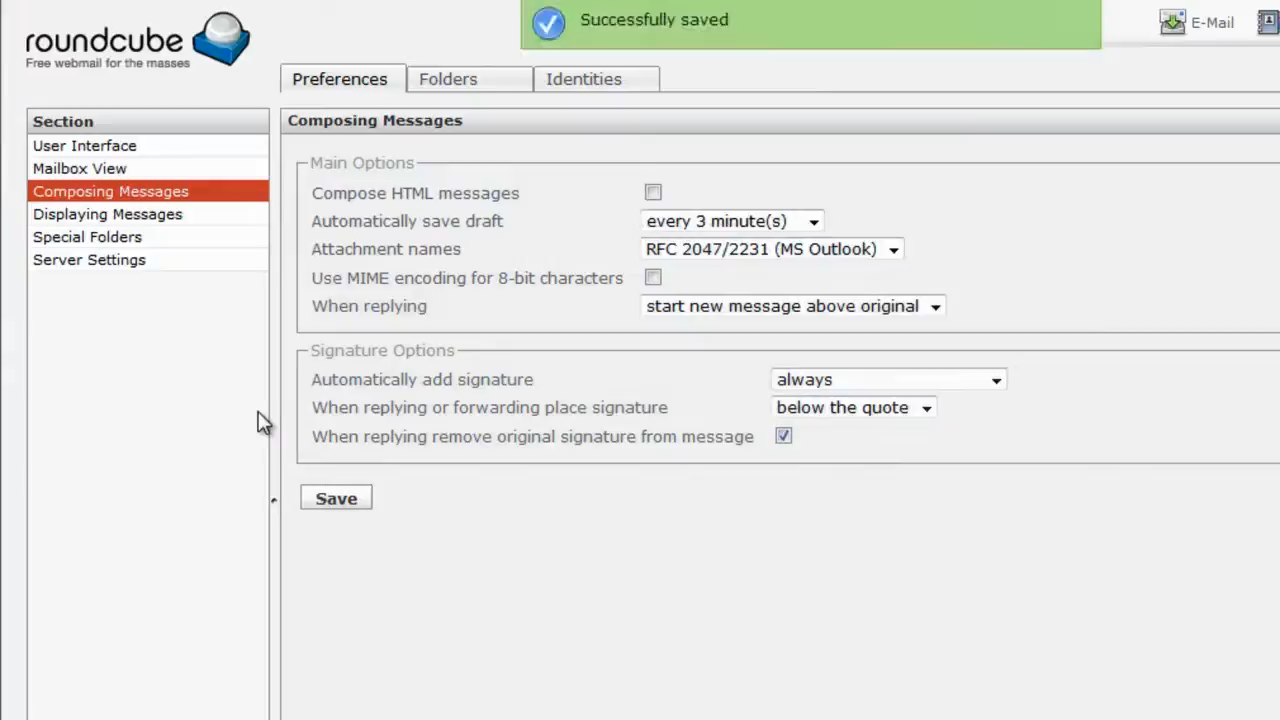 Successfully saved
E-Mail
roundcube
Free webmail for the masses
Preferences
Folders
Identities
Section
User Interface
Mailbox View
Composing Messages
Displaying Messages
Special Folders
Server Settings
Composing Messages
Main Options
Compose HTML messages
Automatically save draft every 3 minute(s)
Attachment names RFC 2047/2231 (MS Outlook)
Use MIME encoding for 8-bit characters
When replying start new message above original
Signature Options
Automatically add signature always
When replying or forwarding place signature below the quote
When replying remove original signature from message
Save